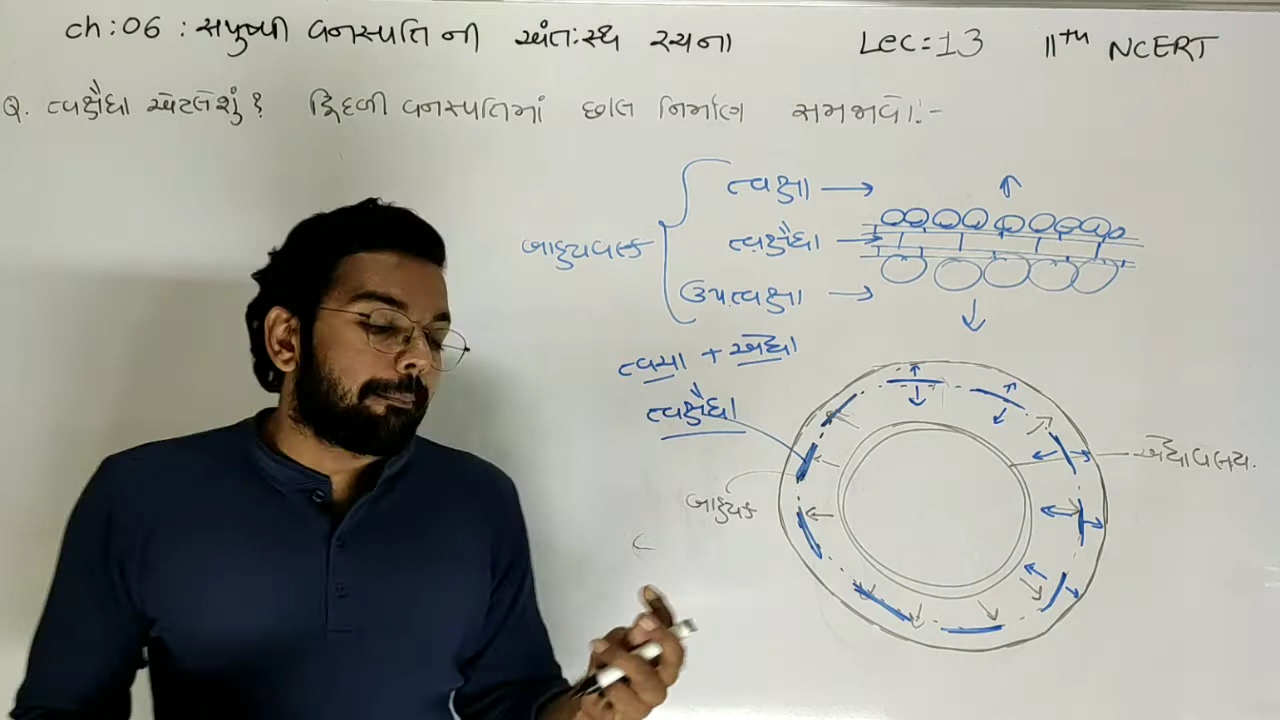 ch:06 : સપુષ્પી વનસ્પતિ ની અંતઃસ્થ રચના Lec=13 11th NCERT
Q. ત્વક્ષૈધા એટલેશું? દ્વિદળી વનસ્પતિમાં છાલ નિર્માણ સમજાવો:-
ત્વક્ષા →
બાહ્યવલ્ક ત્વક્ષૈધા →
ઉપત્વક્ષા →
ત્વચા + એધા
ત્વક્ષૈધા
એધાવલય.
બાહ્યક